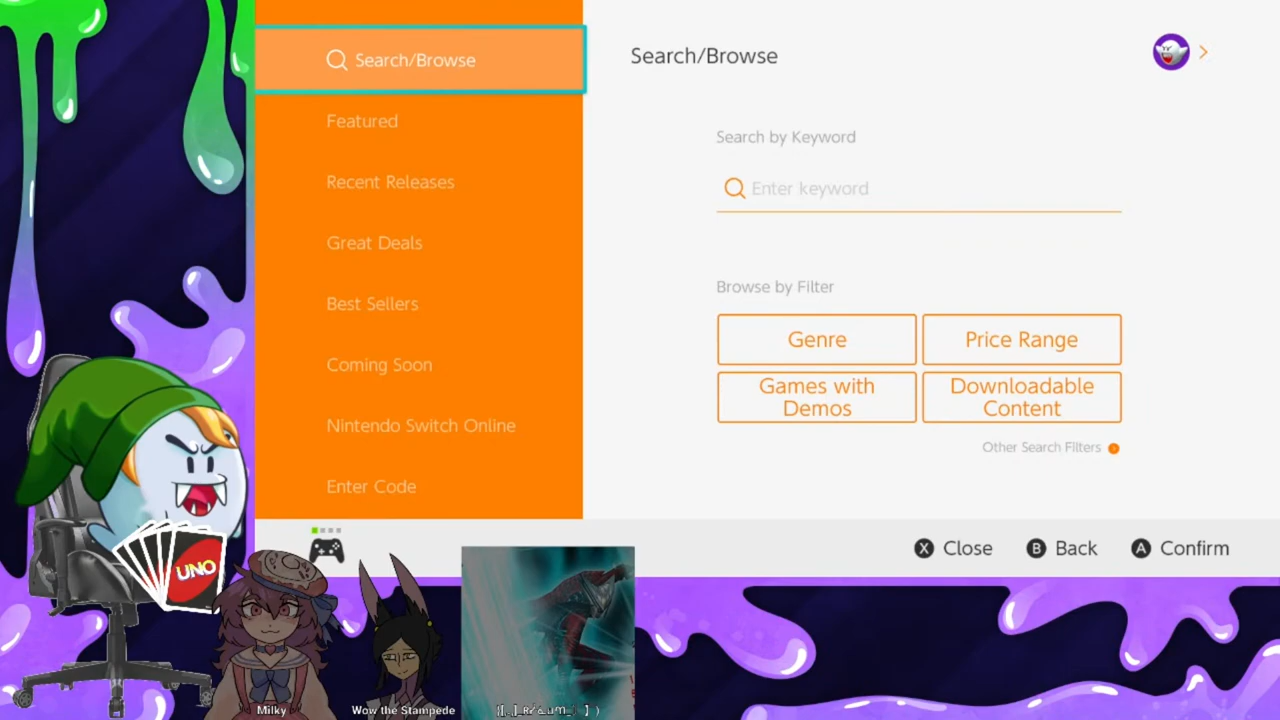 Search/Browse
Featured
Recent Releases
Great Deals
Best Sellers
Coming Soon
Nintendo Switch Online
Enter Code
Search/Browse
Search by Keyword
Enter keyword
Browse by Filter
Genre
Price Range
Games with
Demos
Downloadable
Content
Other Search Filters
X Close
B Back
A Confirm
UNO
Milky
Wow the Stampede